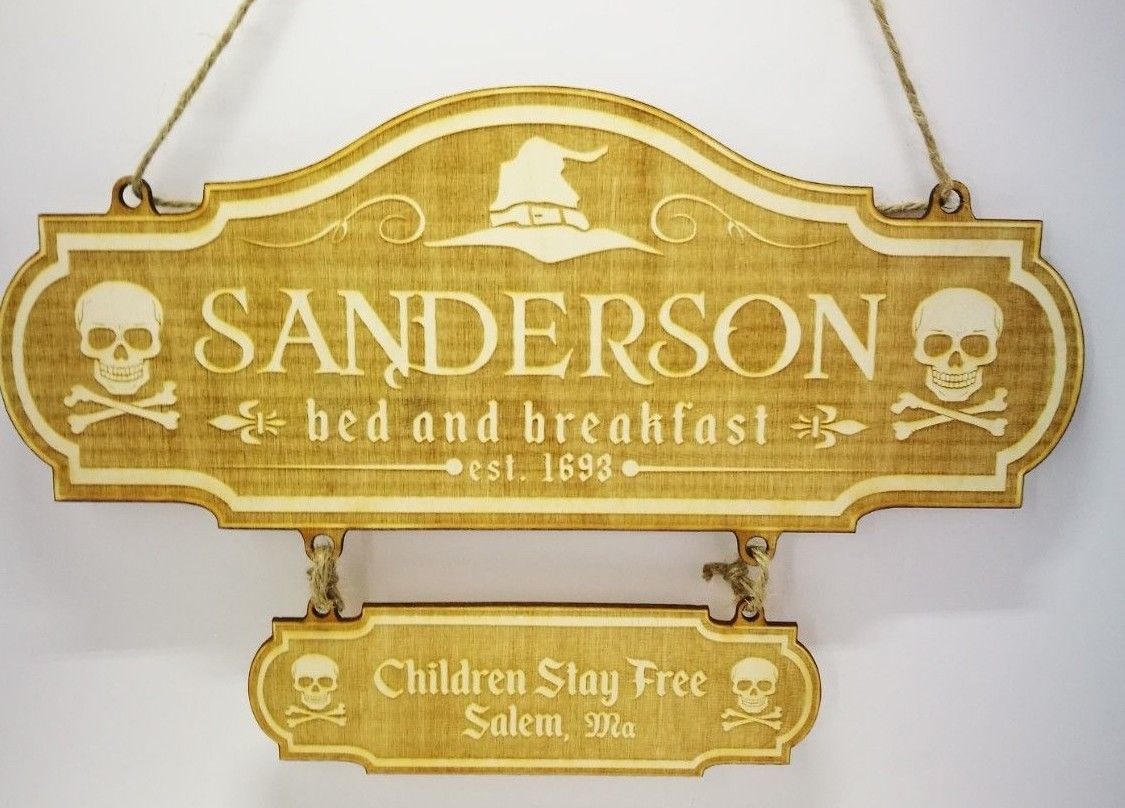 SANDERSON
bed and breakfast
est. 1693
Children Stay Free
Salem, Ma